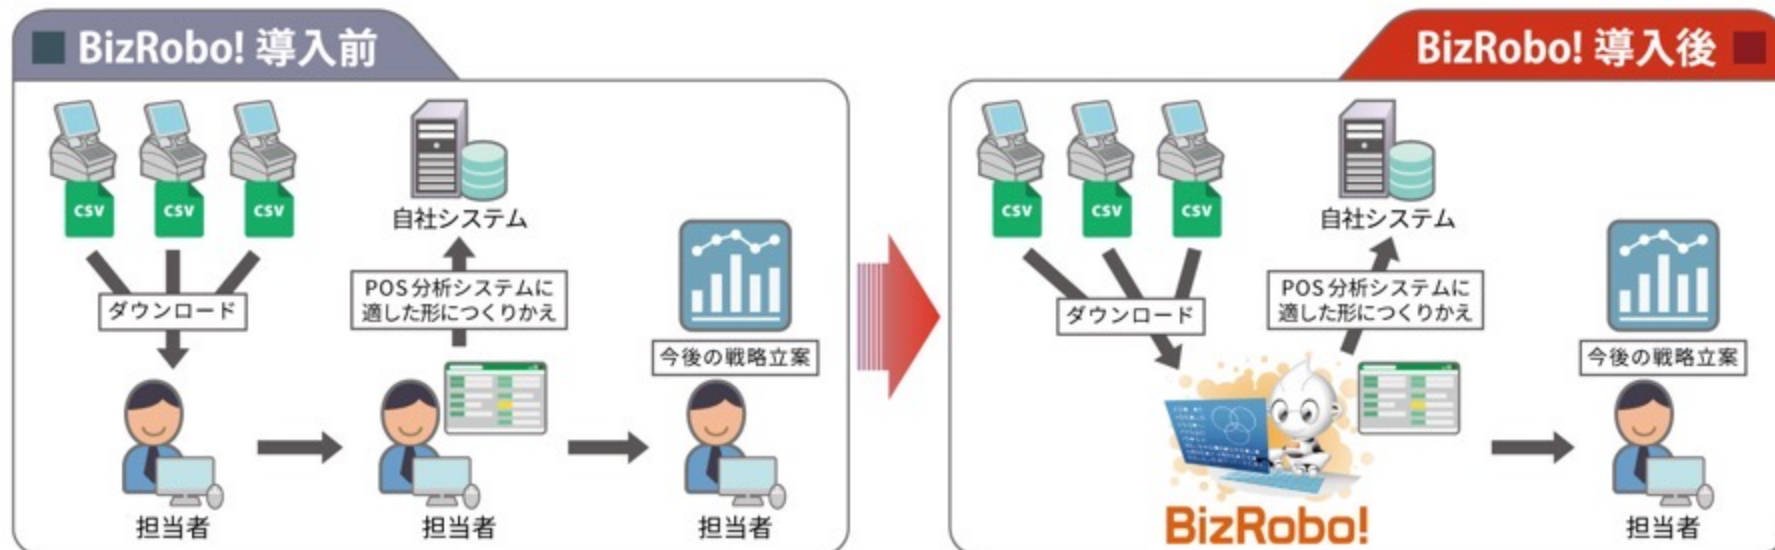 BizRobo! 導入前
CSV
CSV
CSV
自社システム
ダウンロード
POS分析システムに
適した形につくりかえ
今後の戦略立案
担当者
担当者
担当者
BizRobo! 導入後
CSV
CSV
CSV
自社システム
ダウンロード
POS分析システムに
適した形につくりかえ
今後の戦略立案
BizRobo!
担当者